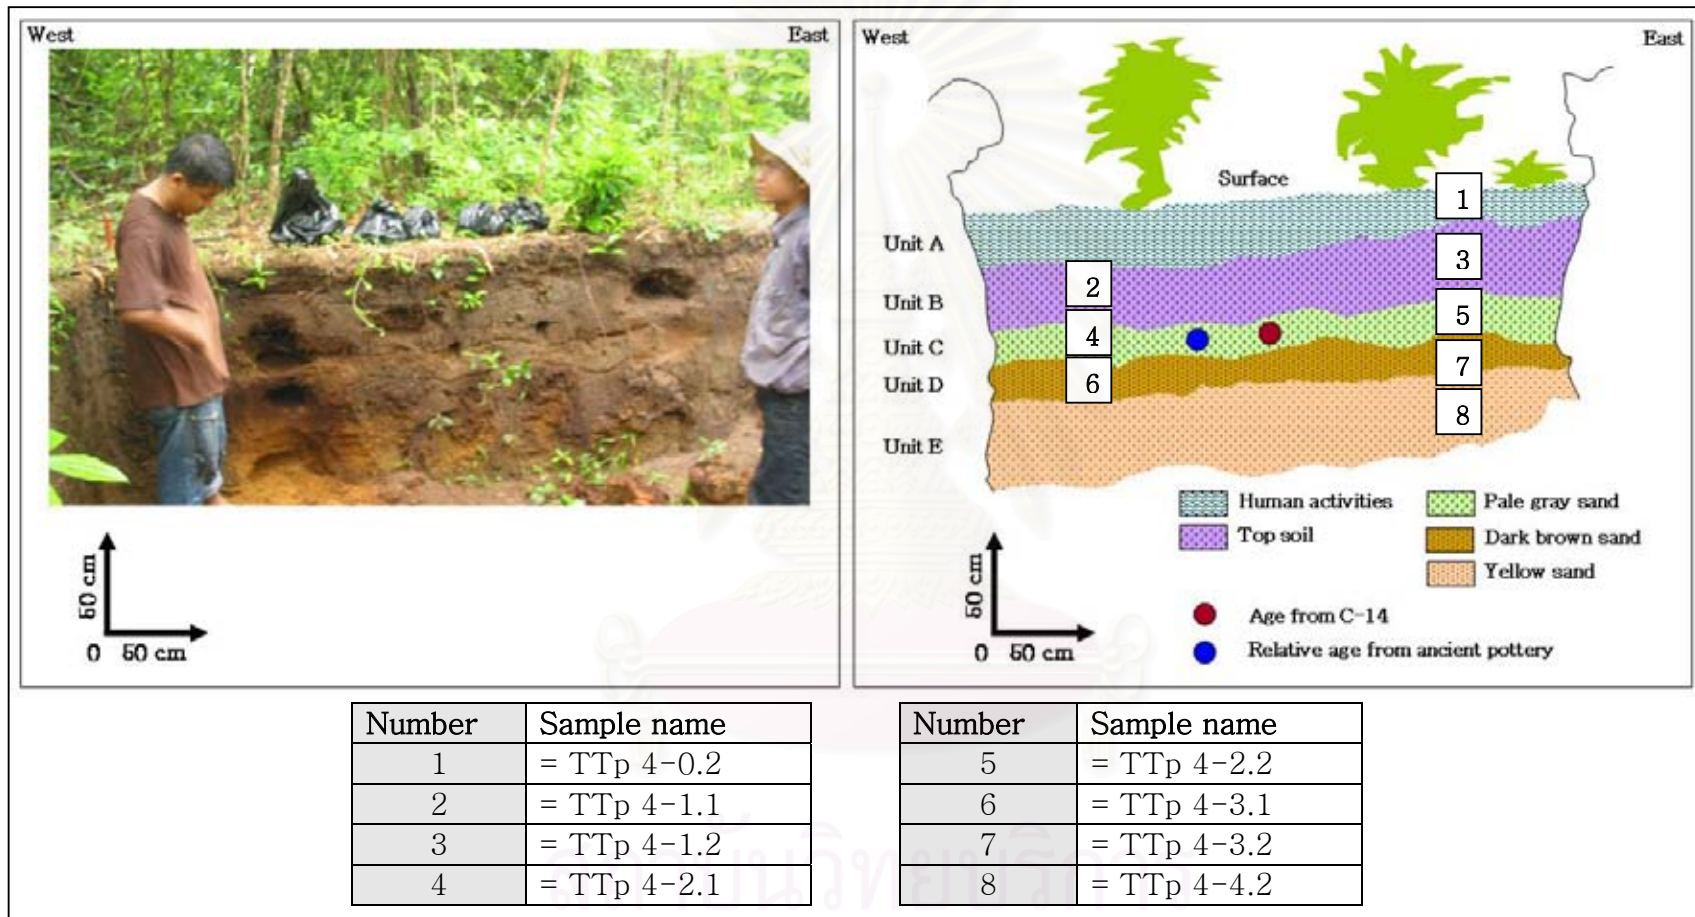 West East
50 cm
0 50 cm
West East
Surface
Unit A
Unit B
Unit C
Unit D
Unit E
1
2
3
4
5
6
7
8
Human activities
Top soil
Pale gray sand
Dark brown sand
Yellow sand
Age from C-14
Relative age from ancient pottery
50 cm
0 50 cm
Number Sample name
1 = TTp 4-0.2
2 = TTp 4-1.1
3 = TTp 4-1.2
4 = TTp 4-2.1
Number Sample name
5 = TTp 4-2.2
6 = TTp 4-3.1
7 = TTp 4-3.2
8 = TTp 4-4.2